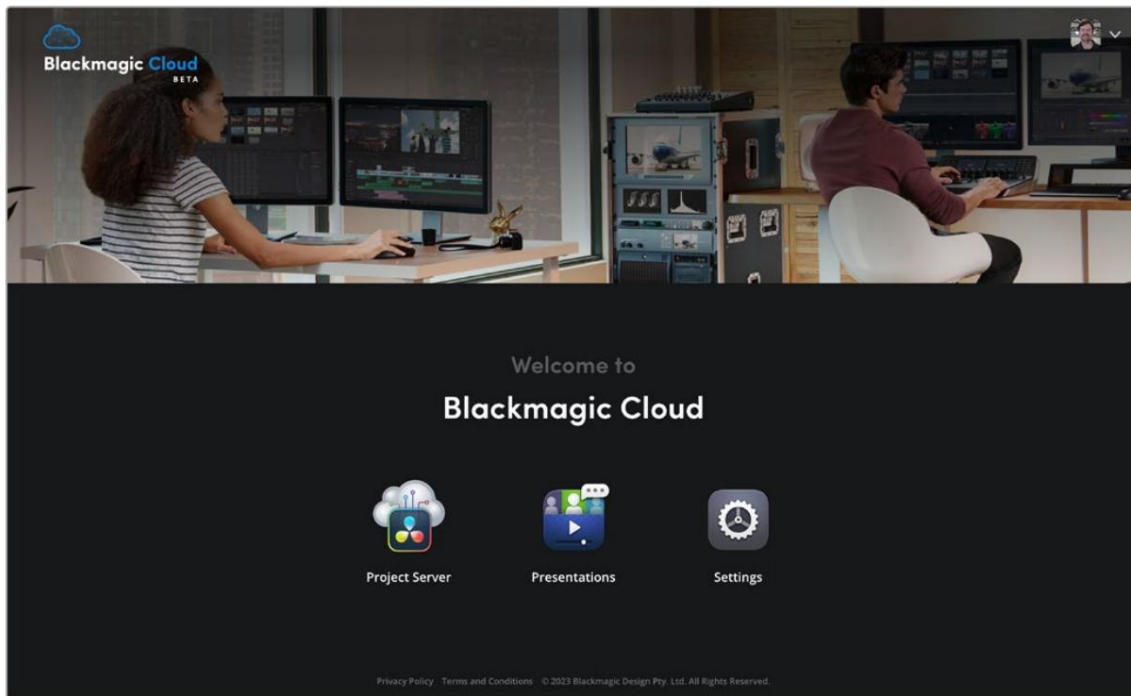 Blackmagic Cloud
BETA
Welcome to
Blackmagic Cloud
Project Server
Presentations
Settings
Privacy Policy Terms and Conditions © 2023 Blackmagic Design Pty. Ltd. All Rights Reserved.